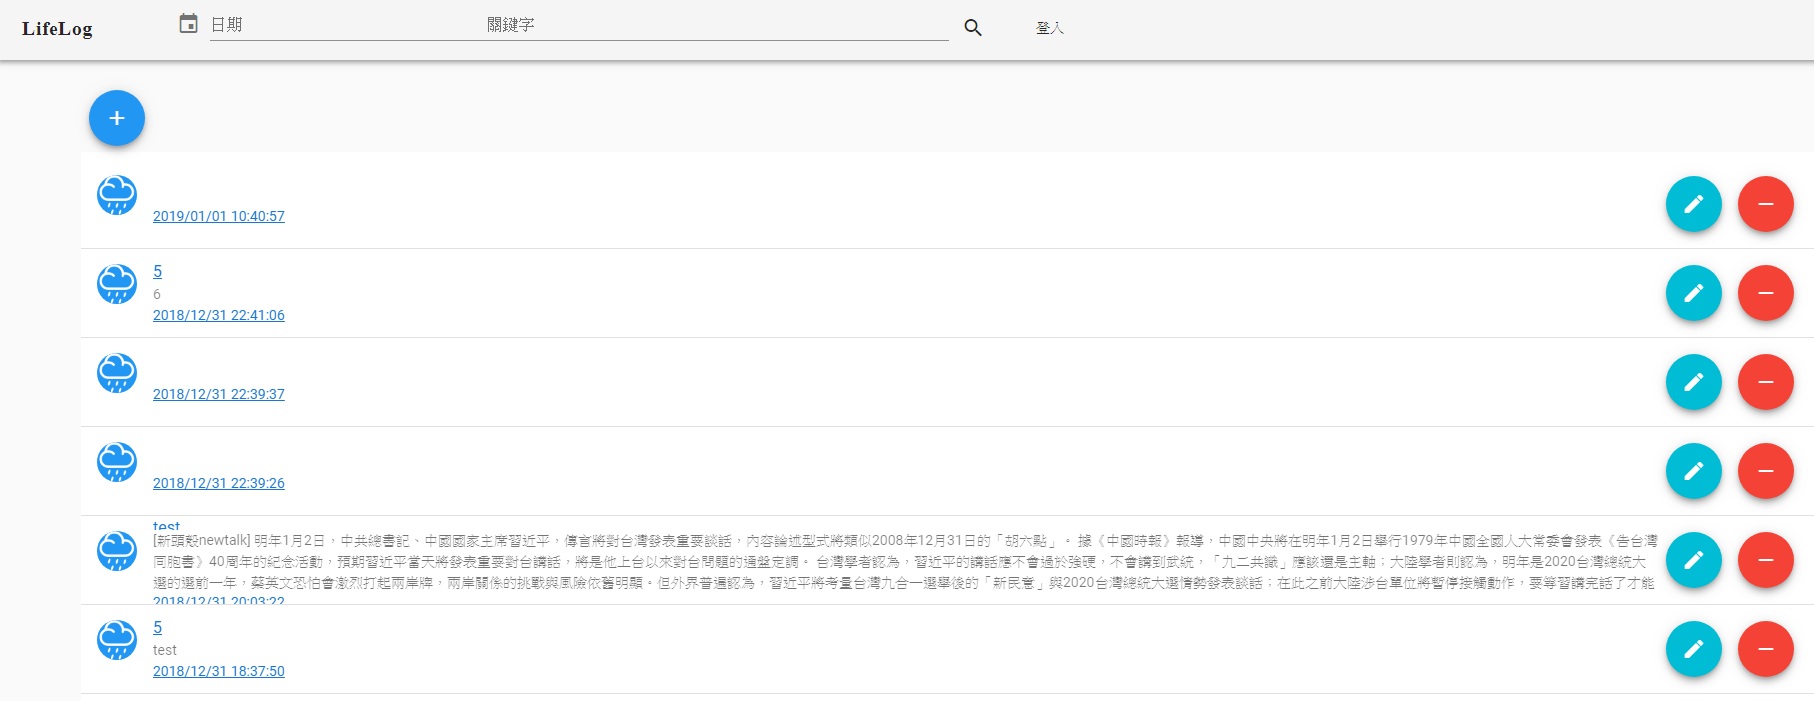 LifeLog
日期
關鍵字
登入
2019/01/01 10:40:57
5
6
2018/12/31 22:41:06
2018/12/31 22:39:37
2018/12/31 22:39:26
test
[新頭殼newtalk] 明年1月2日，中共總書記、中國國家主席習近平，傳言將對台灣發表重要談話，內容論述型式將類似2008年12月31日的「胡六點」。 據《中國時報》報導，中國中央將在明年1月2日舉行1979年中國全國人大常委會發表《告台灣
同胞書》40周年的紀念活動，預期習近平當天將發表重要對台講話，將是他上台以來對台問題的通盤定調。 台灣學者認為，習近平的講話應不會過於強硬，不會講到武統，「九二共識」應該還是主軸；大陸學者則認為，明年是2020台灣總統大
選的選前一年，蔡英文恐怕會激烈打起兩岸牌，兩岸關係的挑戰與風險依舊明顯。但外界普遍認為，習近平將考量台灣九合一選舉後的「新民意」與2020台灣總統大選情勢發表談話；在此之前大陸涉台單位將暫停接觸動作，要等習講完話了才能
2018/12/31 20:03:22
5
test
2018/12/31 18:37:50